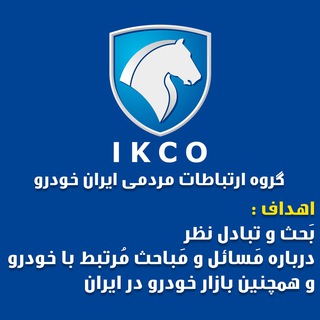 IKCO
گروه ارتباطات مردمی ایران خودرو
اهداف :
بَحث و تبادل نظر
درباره مَسائل و مَباحث مُرتبط با خودرو
و همچنین بازار خودرو در ایران